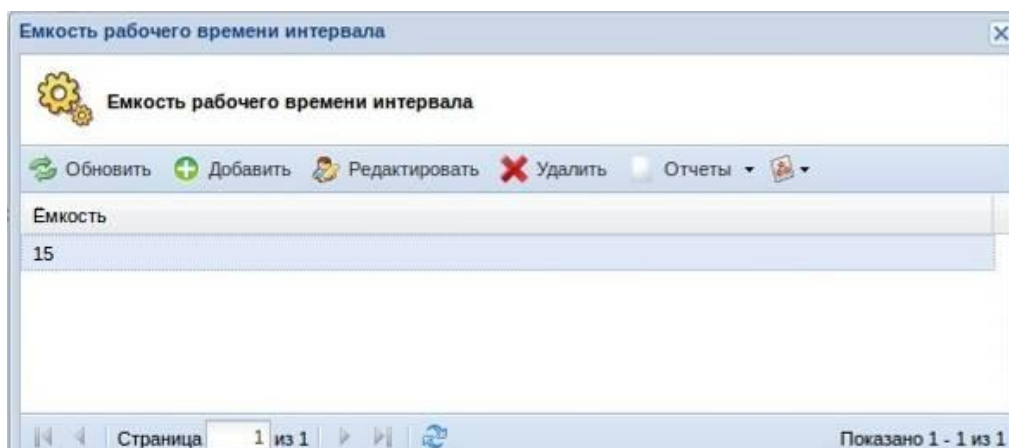 Емкость рабочего времени интервала
Емкость рабочего времени интервала
Обновить Добавить Редактировать Удалить Отчеты
Ёмкость
15
Страница 1 из 1 Показано 1 - 1 из 1